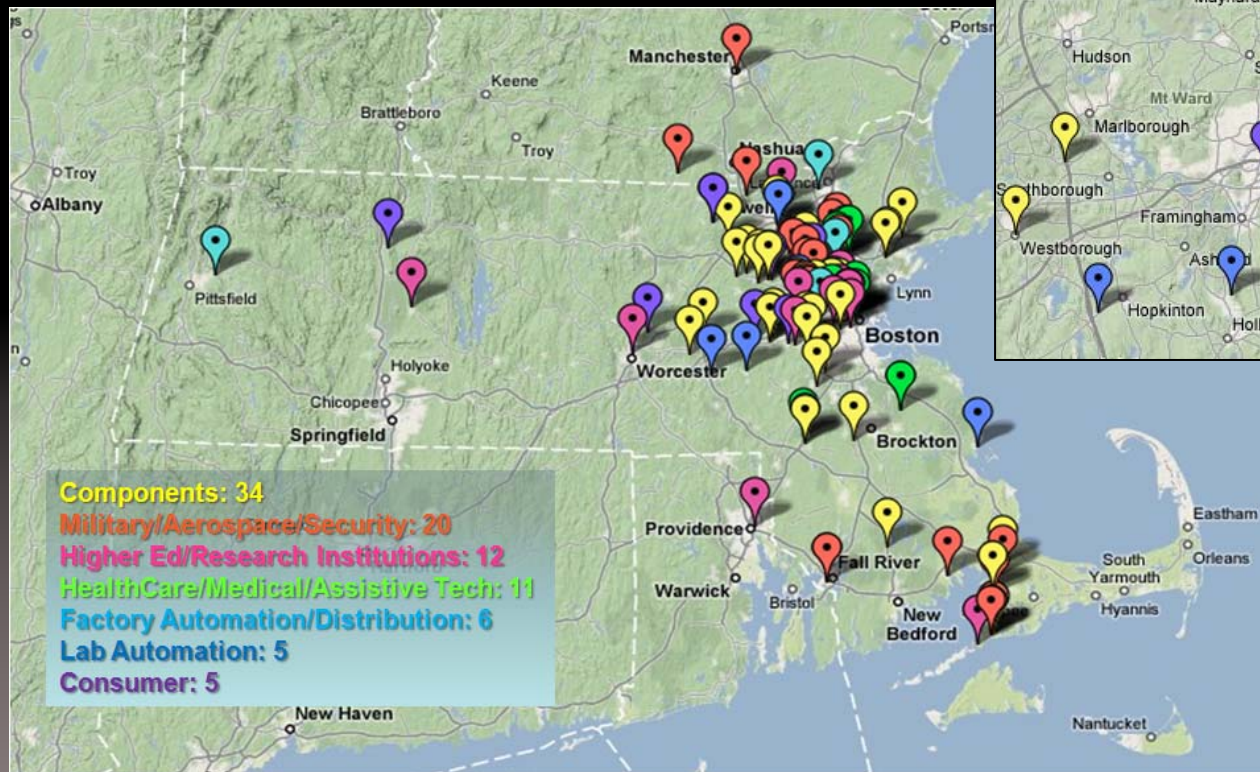 Manchester
Keene
Brattleboro
Troy
Nashua
Troy
Albany
Pittsfield
Lynn
Boston
Worcester
Holyoke
Chicopee
Springfield
Brockton
Components: 34
Military/Aerospace/Security: 20
Higher Ed/Research Institutions: 12
HealthCare/Medical/Assistive Tech: 11
Factory Automation/Distribution: 6
Lab Automation: 5
Consumer: 5
Providence
Fall River
Warwick
Bristol
New
Bedford
South
Yarmouth
Hyannis
Eastham
Orleans
New Haven
Nantucket
Hudson
Mt Ward
Marlborough
Framingham
Westborough
Hopkinton